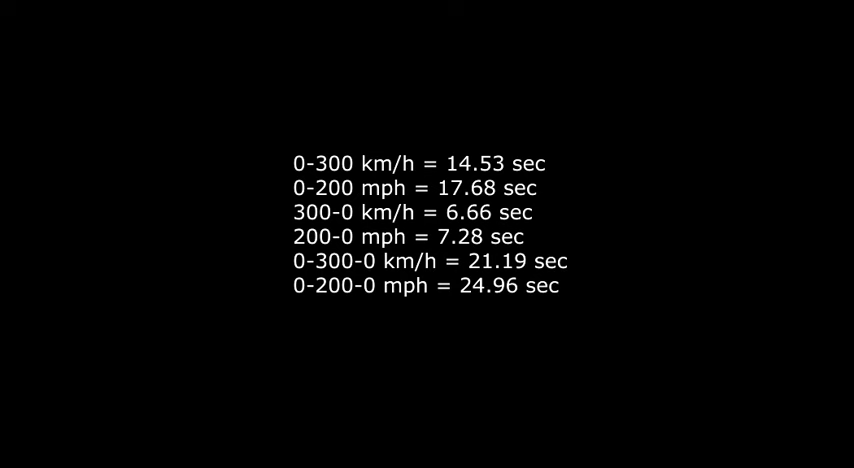 0-300 km/h = 14.53 sec
0-200 mph = 17.68 sec
300-0 km/h = 6.66 sec
200-0 mph = 7.28 sec
0-300-0 km/h = 21.19 sec
0-200-0 mph = 24.96 sec